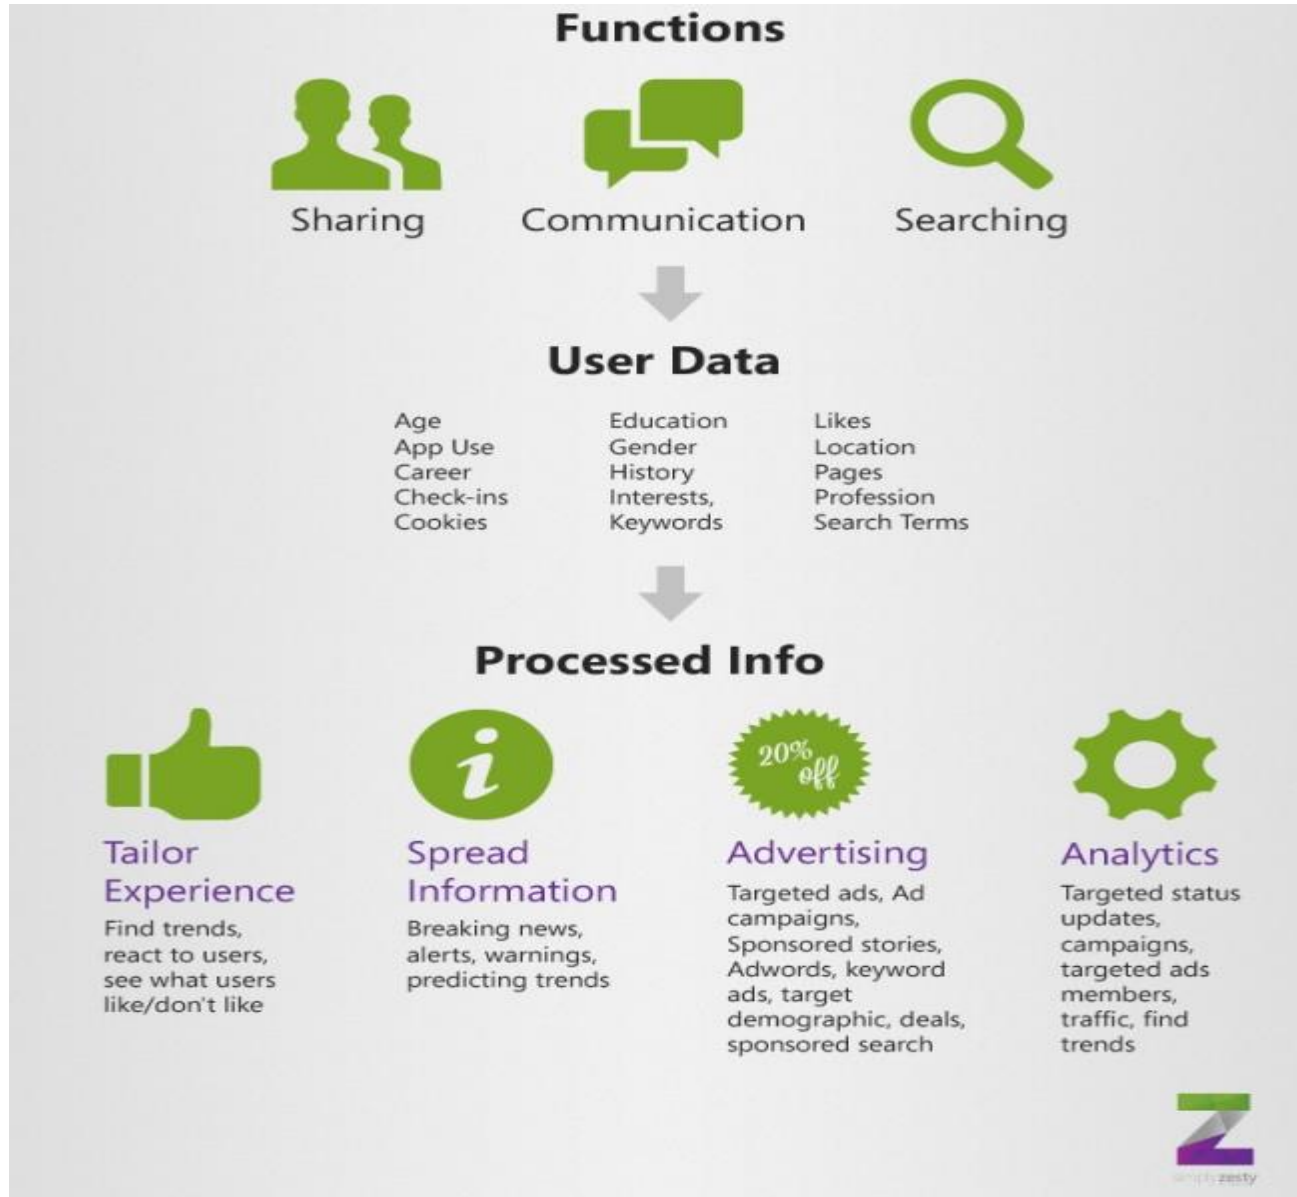 Functions
Sharing
Communication
Searching
User Data
Age
App Use
Career
Check-ins
Cookies
Education
Gender
History
Interests,
Keywords
Likes
Location
Pages
Profession
Search Terms
Processed Info
20%
off
Tailor
Experience
Find trends,
react to users,
see what users
like/don't like
Spread
Information
Breaking news,
alerts, warnings,
predicting trends
Advertising
Targeted ads, Ad
campaigns,
Sponsored stories,
Adwords, keyword
ads, target
demographic, deals,
sponsored search
Analytics
Targeted status
updates,
campaigns,
targeted ads
members,
traffic, find
trends
simplyzesty